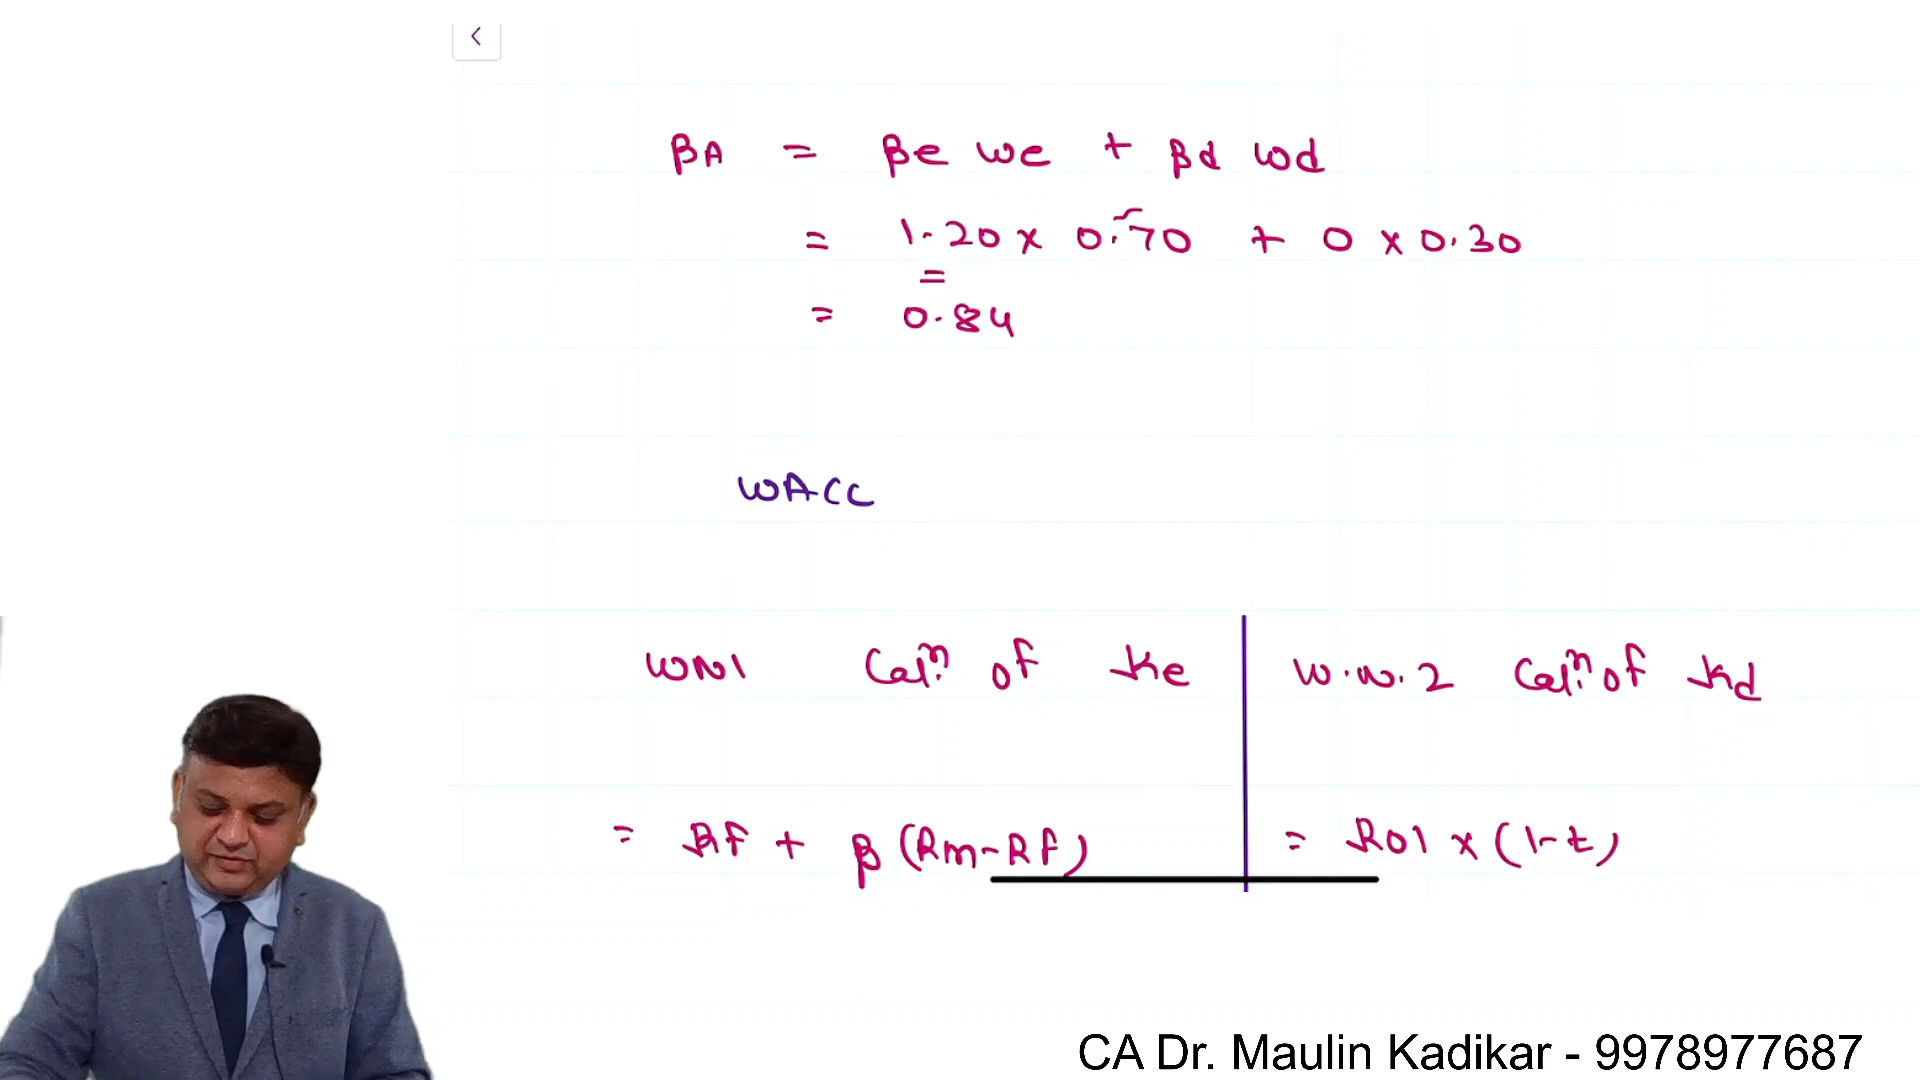 βA = βe we + βd wd
= 1.20 x 0.70 + 0 x 0.30
= 0.84
WACC
WN1 Calⁿ. of Ke
= RF + β (Rm-RF)
W.N.2 Calⁿ. of Kd
= ROI x (1-t)
CA Dr. Maulin Kadikar - 9978977687